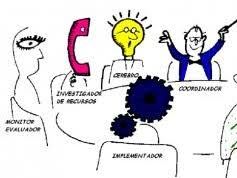 CEREBRO
INVESTIGADOR
DE RECURSOS
COORDINADOR
MONITOR
EVALUADOR
IMPLEMENTADOR